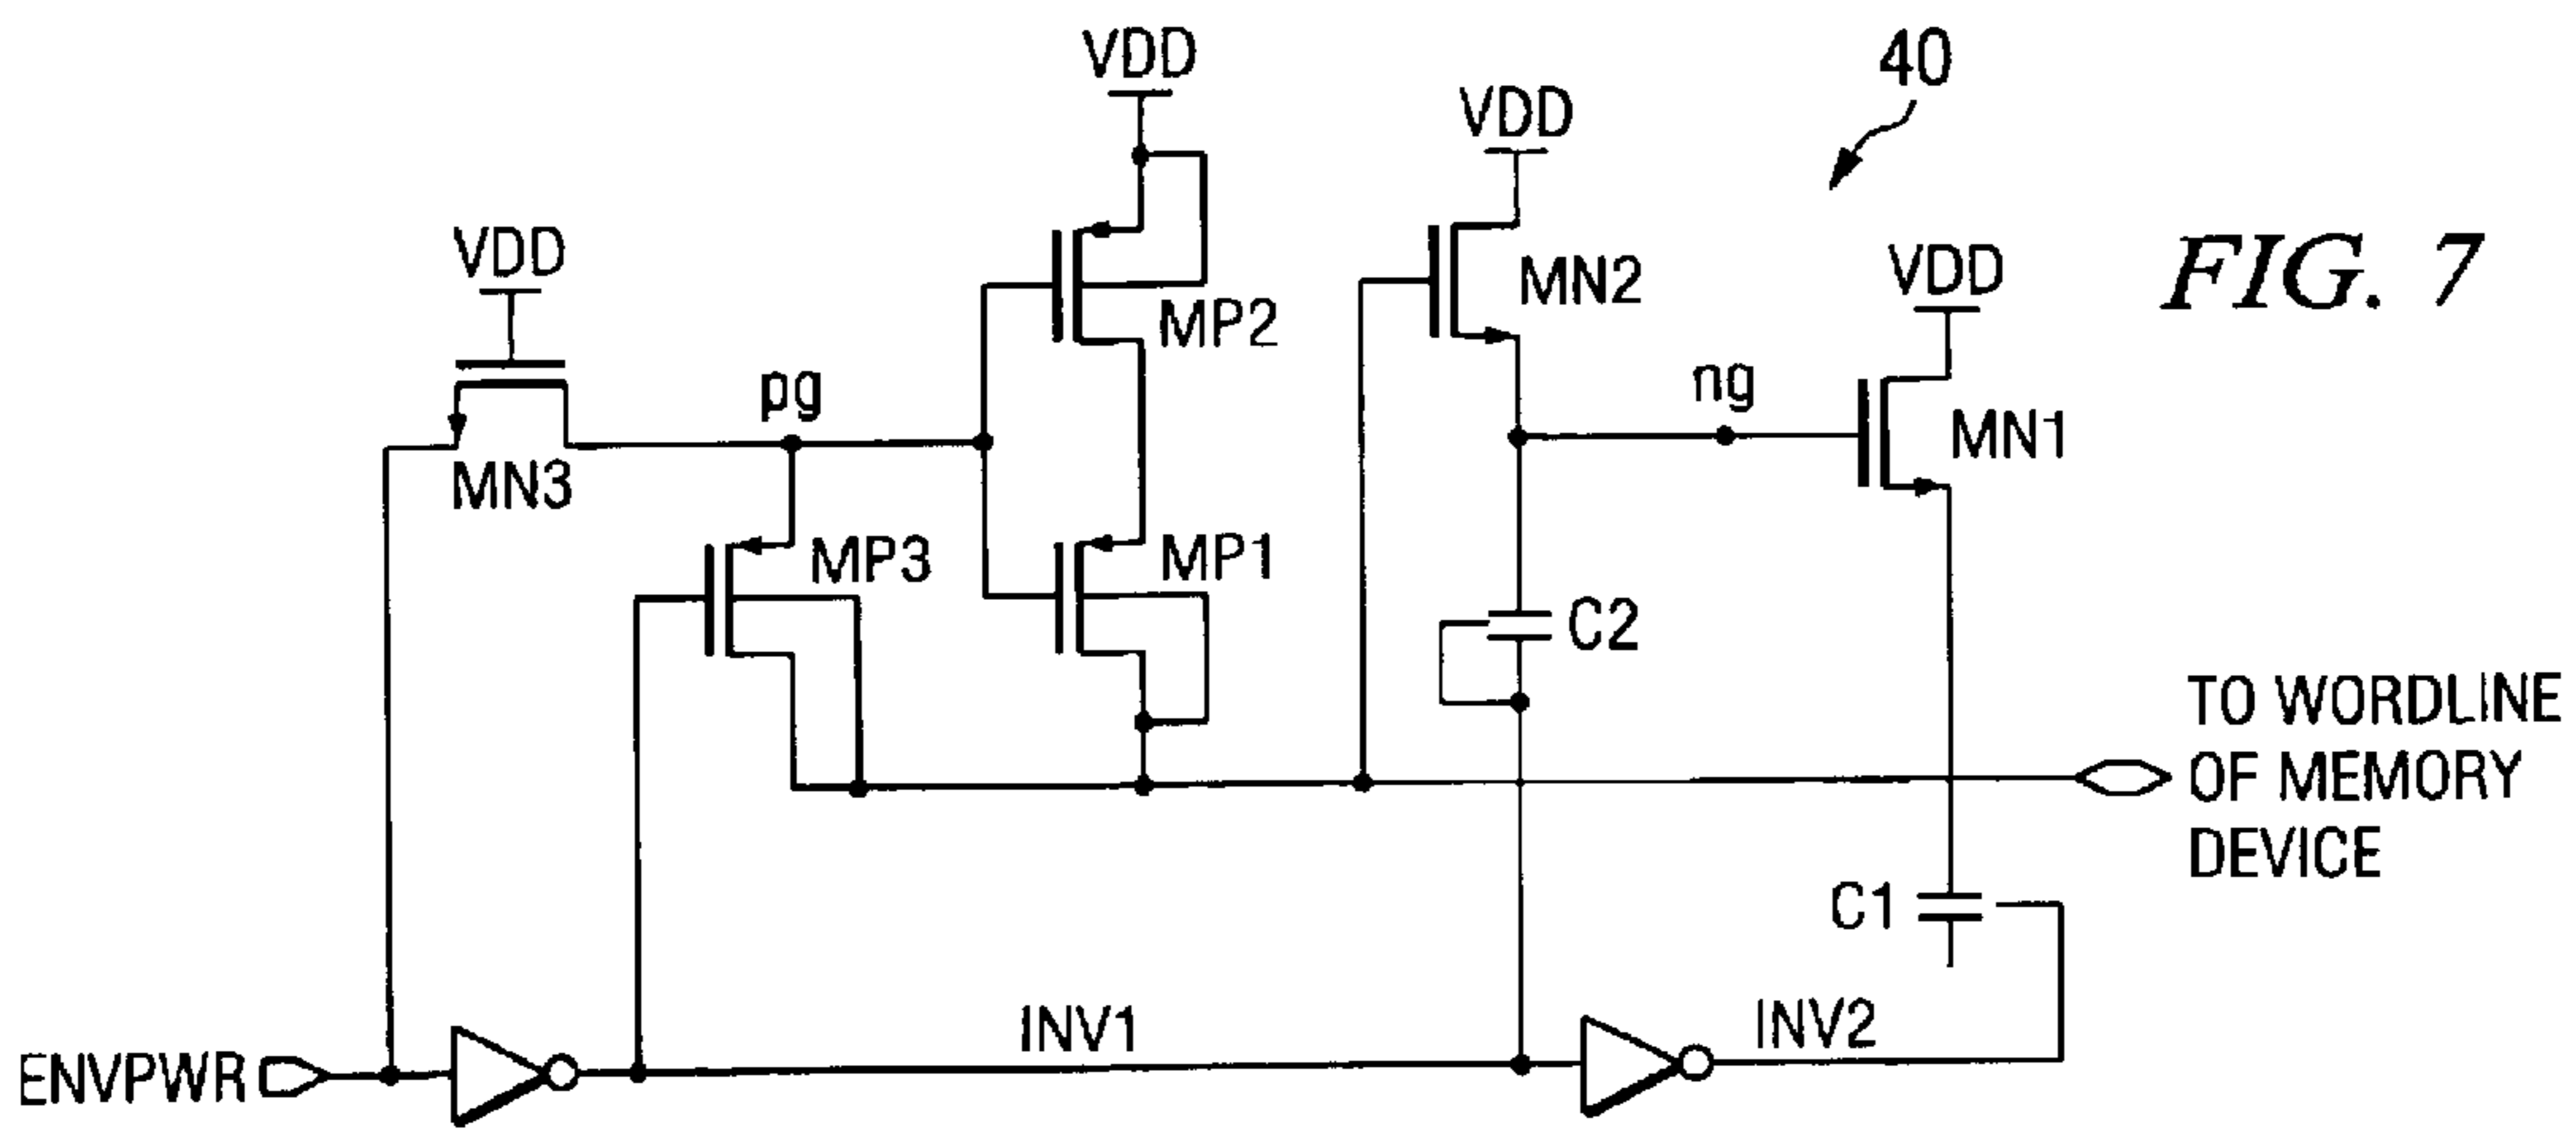 VDD
40
VDD
VDD
FIG. 7
VDD
MN2
MP2
pg
ng
MN1
MN3
MP3
MP1
C2
TO WORDLINE
OF MEMORY
DEVICE
C1
INV1
INV2
ENVPWR